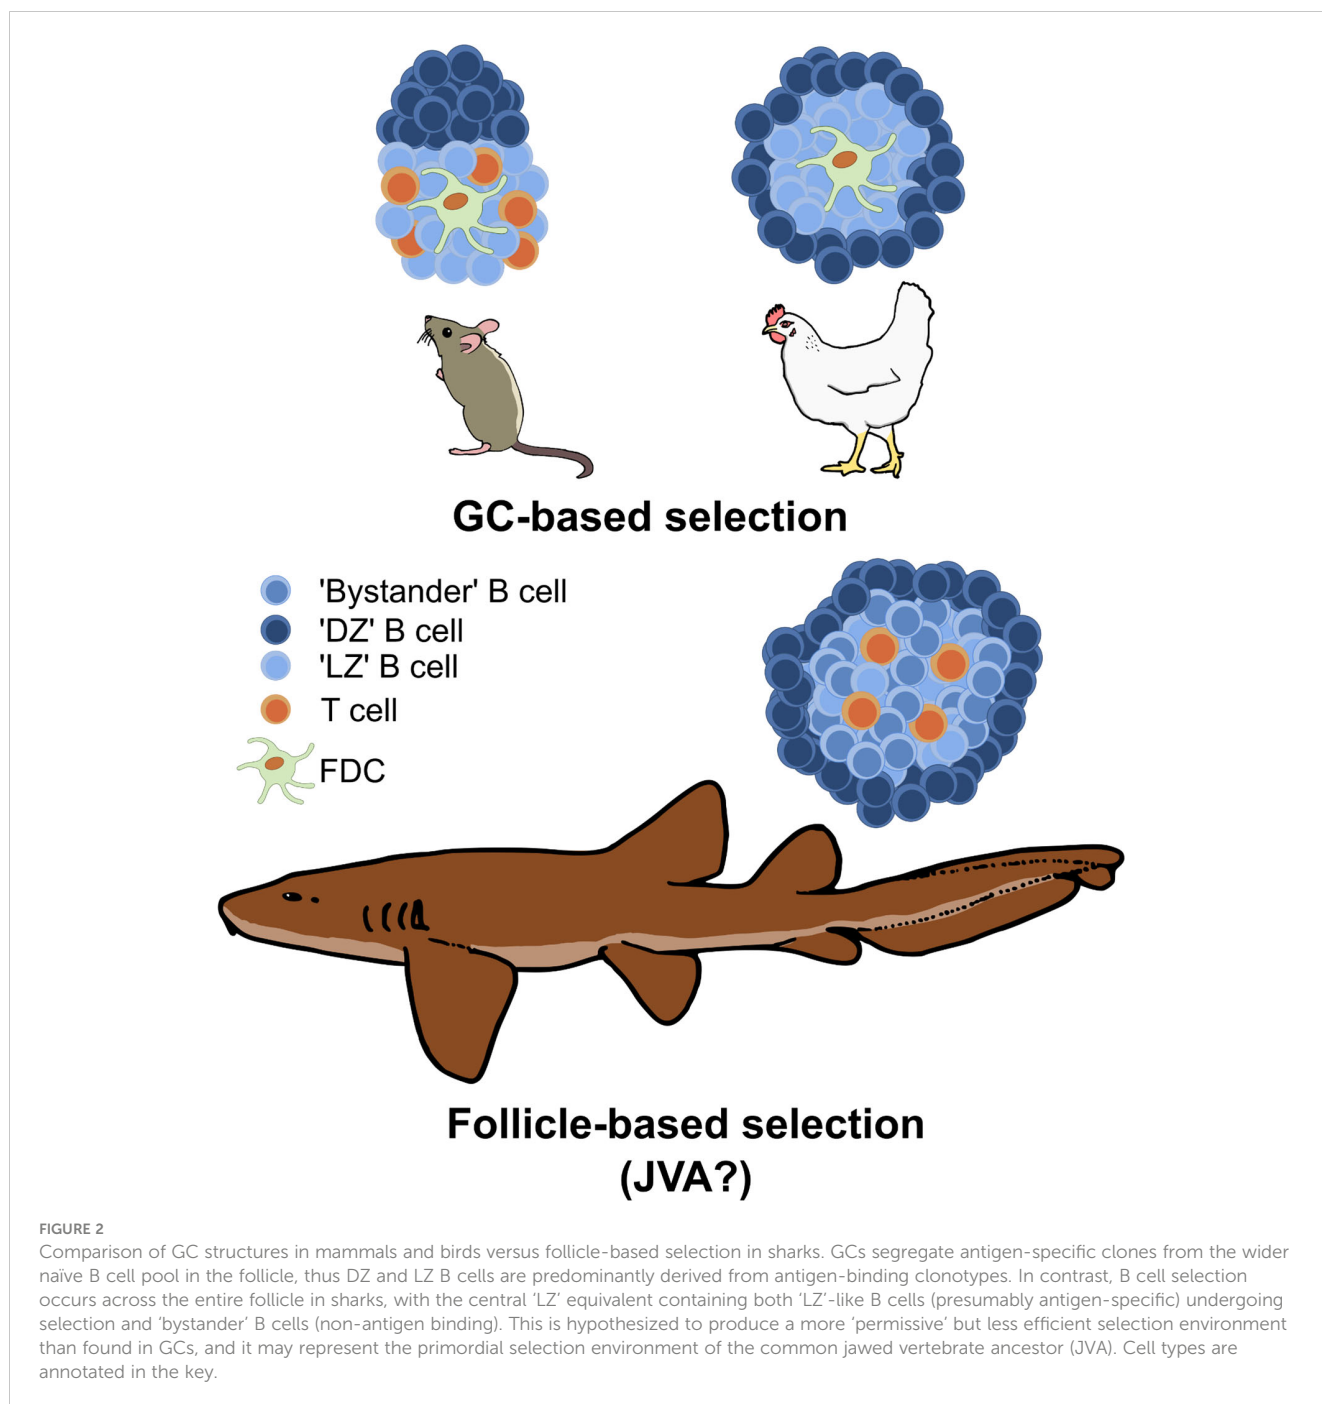 GC-based selection
'Bystander' B cell
'DZ' B cell
'LZ' B cell
T cell
FDC
Follicle-based selection
(JVA?)
FIGURE 2
Comparison of GC structures in mammals and birds versus follicle-based selection in sharks. GCs segregate antigen-specific clones from the wider
naïve B cell pool in the follicle, thus DZ and LZ B cells are predominantly derived from antigen-binding clonotypes. In contrast, B cell selection
occurs across the entire follicle in sharks, with the central ‘LZ’ equivalent containing both ‘LZ’-like B cells (presumably antigen-specific) undergoing
selection and ‘bystander’ B cells (non-antigen binding). This is hypothesized to produce a more ‘permissive’ but less efficient selection environment
than found in GCs, and it may represent the primordial selection environment of the common jawed vertebrate ancestor (JVA). Cell types are
annotated in the key.